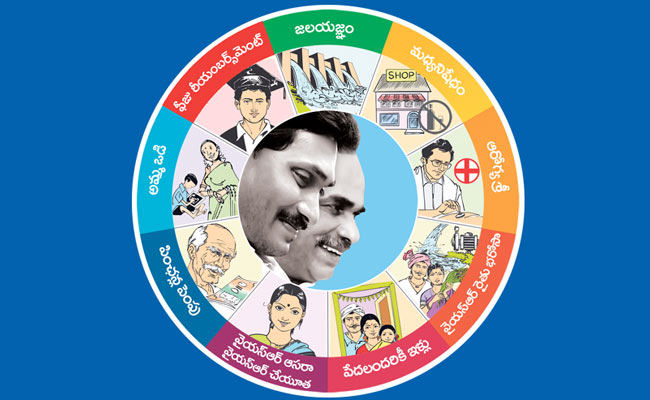 జలయజ్ఞం
మద్యనిషేధం
SHOP
ఆరోగ్య శ్రీ
వైయస్ఆర్ రైతు భరోసా
పేదలందరికీ ఇళ్లు
వైయస్ఆర్ ఆసరా
వైయస్ఆర్ చేయూత
పింఛన్ల పెంపు
అమ్మ ఒడి
ఫీజు రీయింబర్స్‌మెంట్